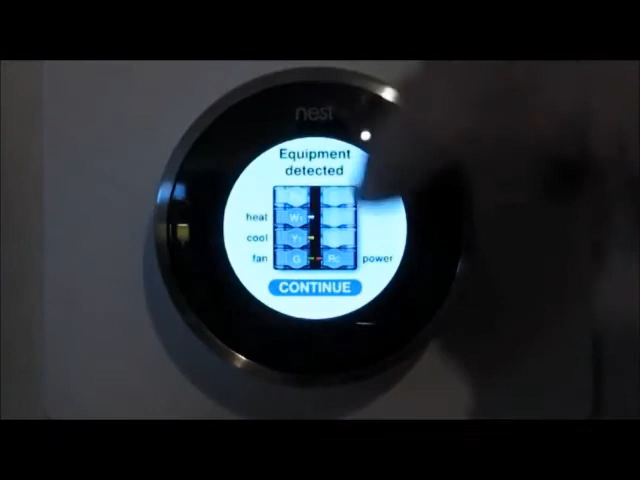 nest
Equipment
detected
heat W1
cool Y1
fan G Rc power
CONTINUE